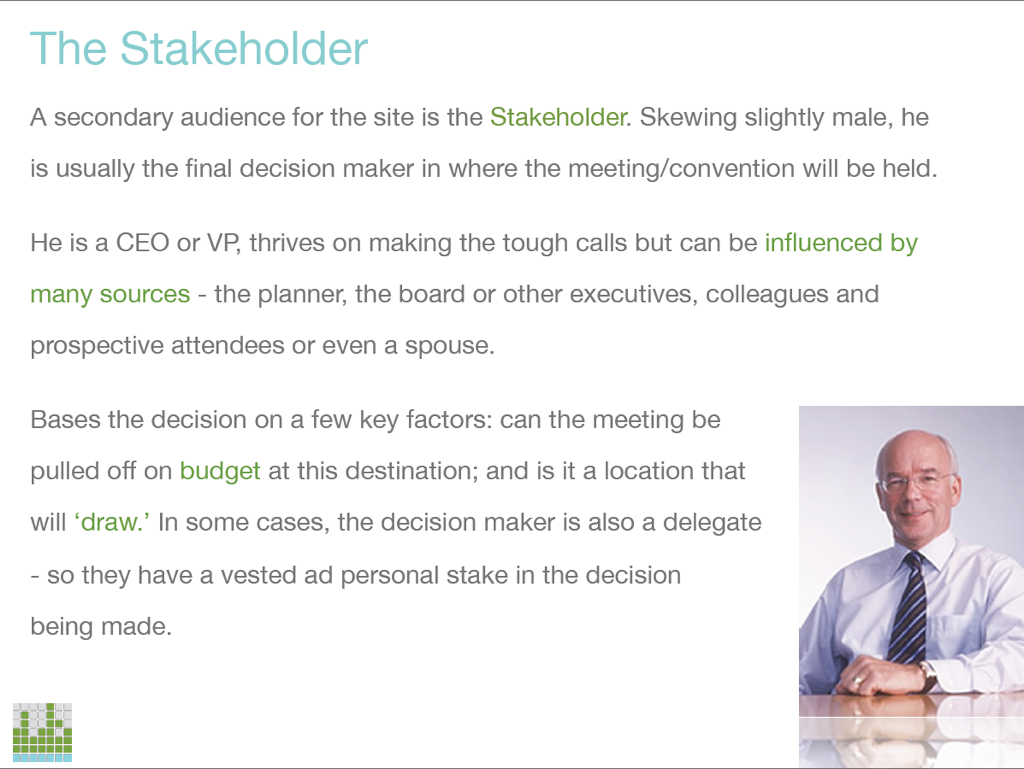 The Stakeholder
A secondary audience for the site is the Stakeholder. Skewing slightly male, he
is usually the final decision maker in where the meeting/convention will be held.
He is a CEO or VP, thrives on making the tough calls but can be influenced by
many sources - the planner, the board or other executives, colleagues and
prospective attendees or even a spouse.
Bases the decision on a few key factors: can the meeting be
pulled off on budget at this destination; and is it a location that
will ‘draw.’ In some cases, the decision maker is also a delegate
- so they have a vested ad personal stake in the decision
being made.